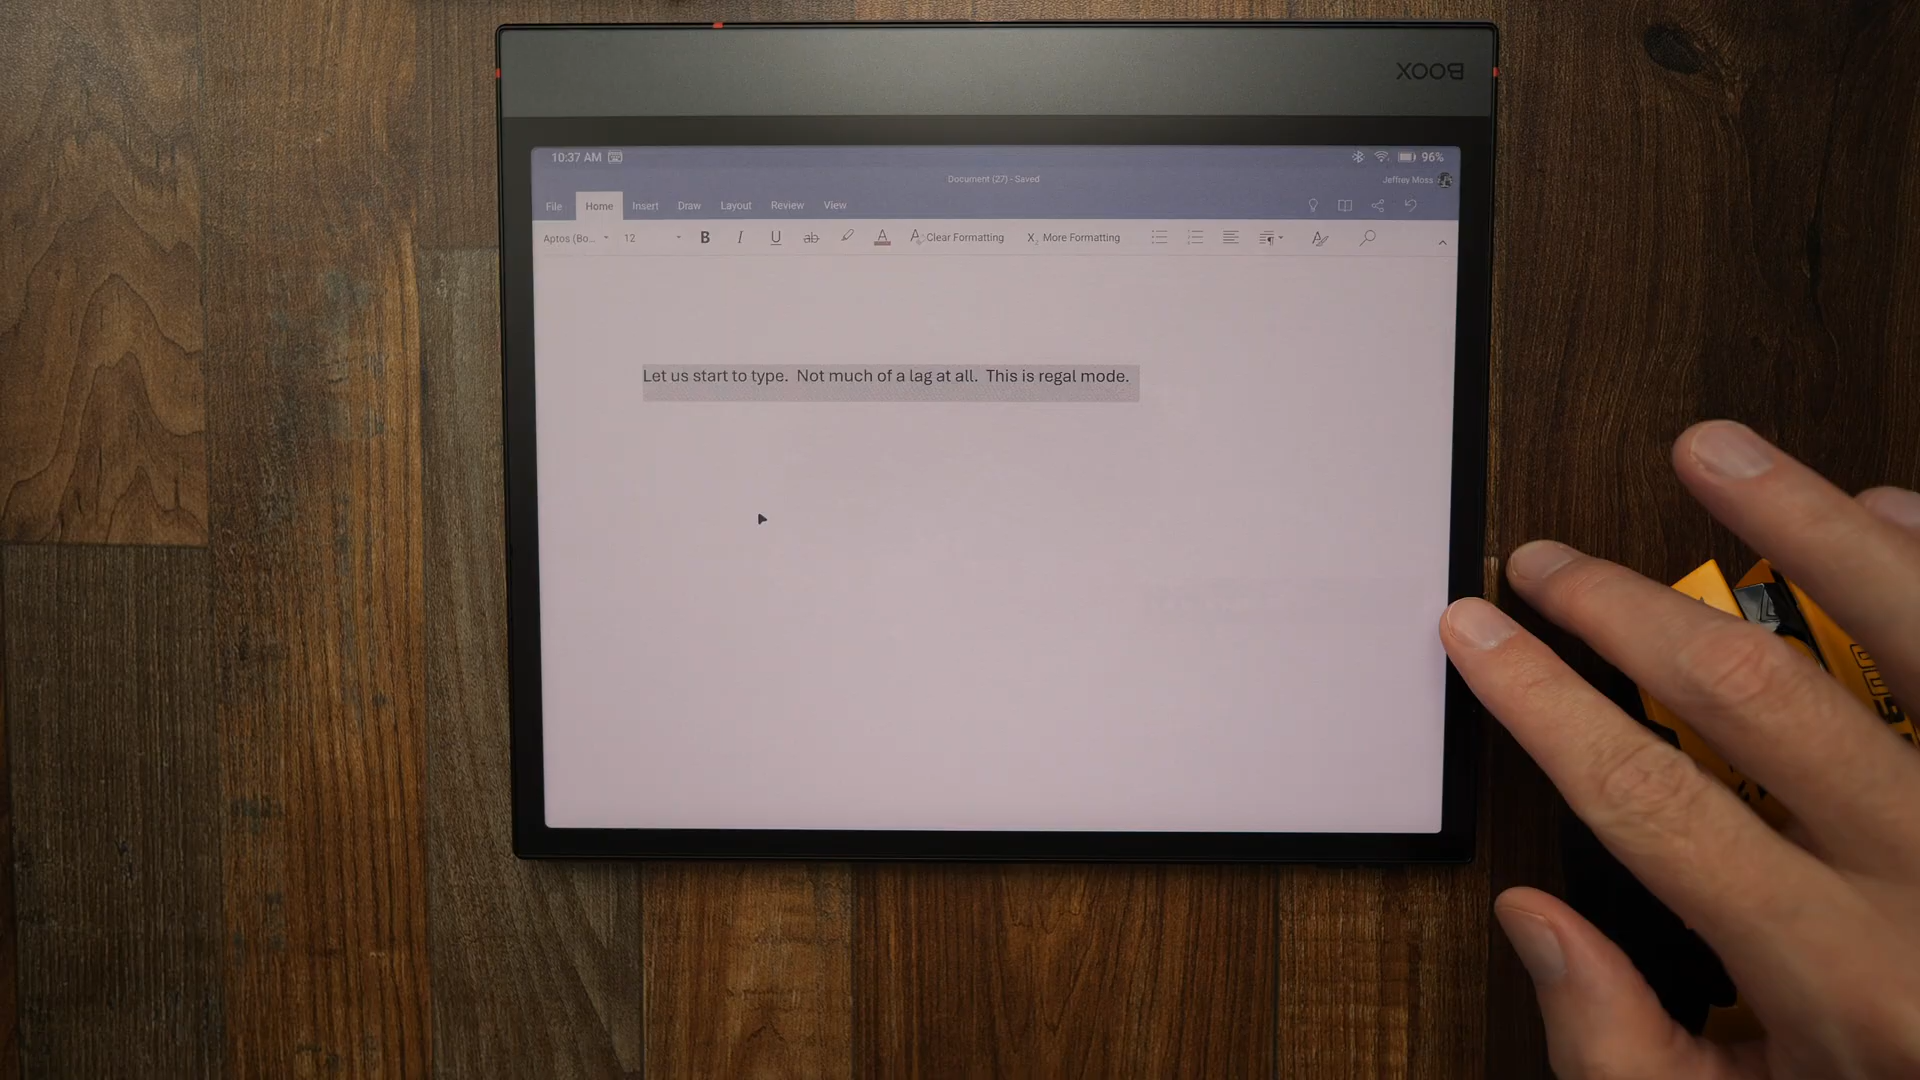 BOOX
10:37 AM 96%
Document (27) - Saved
Jeffrey Moss
File Home Insert Draw Layout Review View
Aptos (Bo... 12 B I U ab A A Clear Formatting X More Formatting
Let us start to type. Not much of a lag at all. This is regal mode.